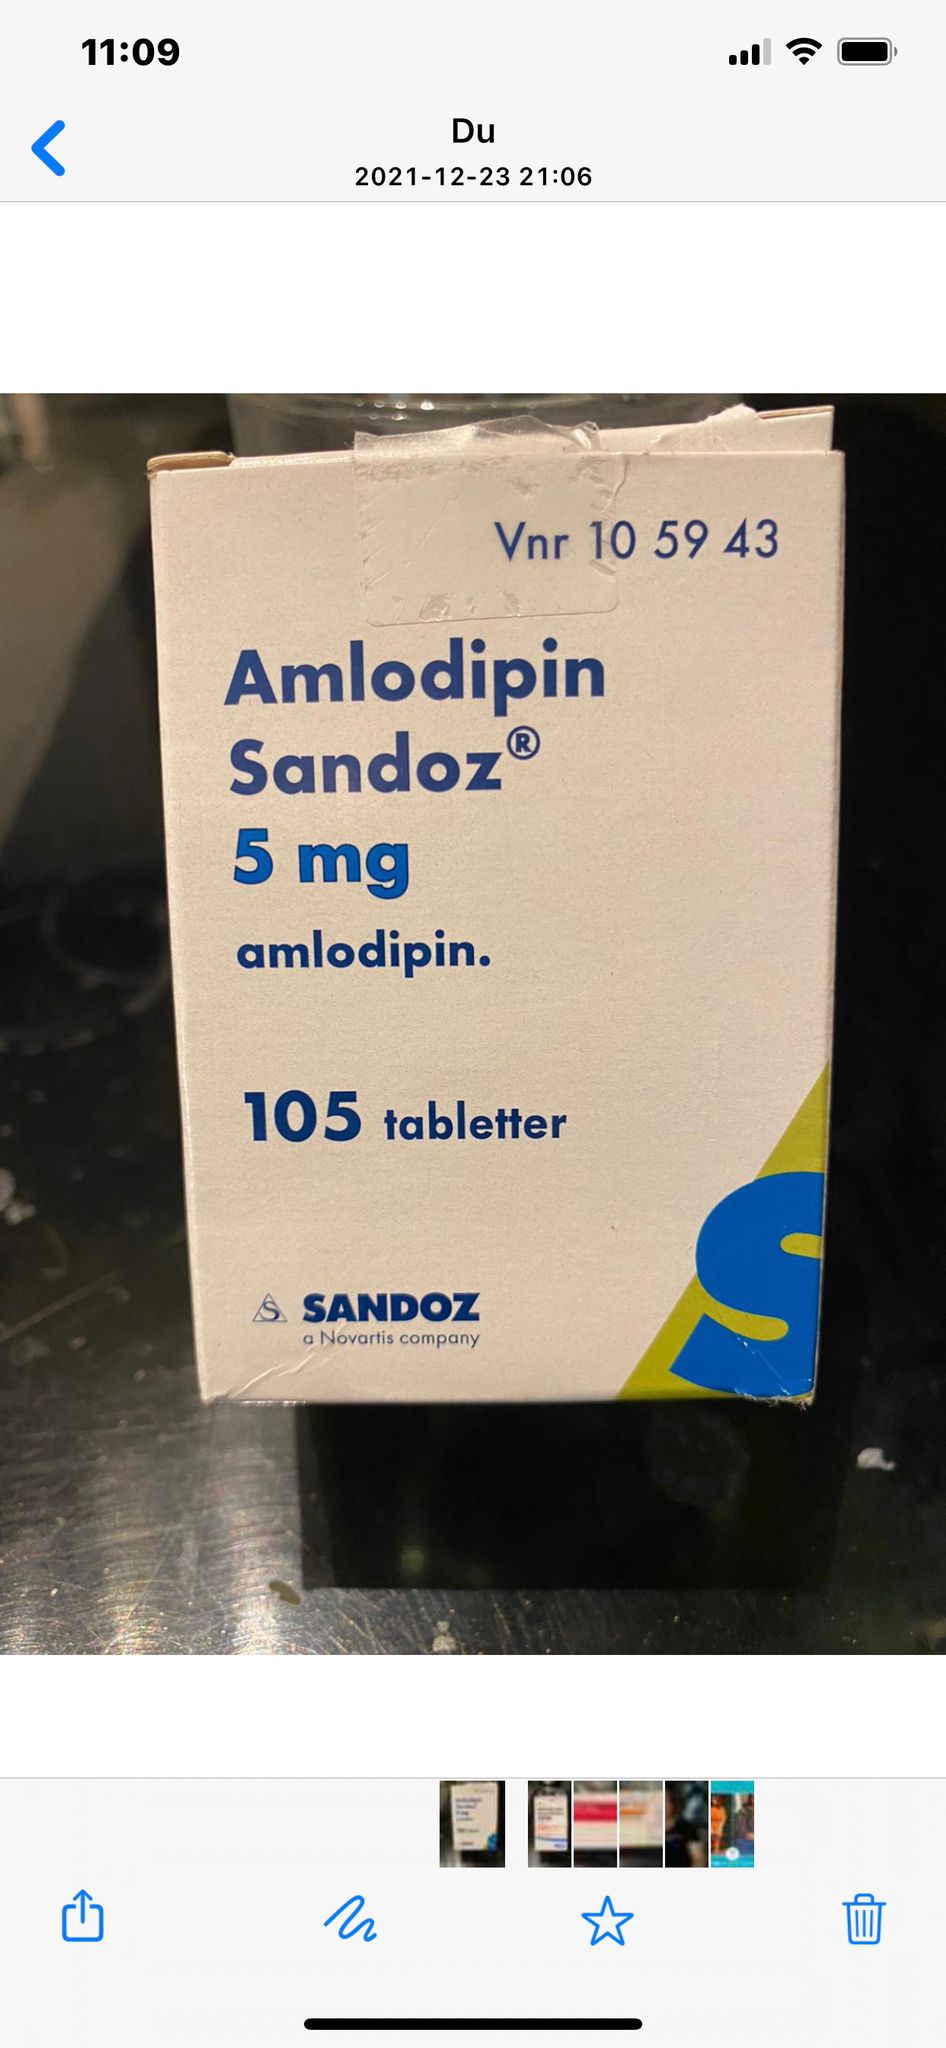 11:09
Du
2021-12-23 21:06
Vnr 10 59 43
Amlodipin
Sandoz®
5 mg
amlodipin.
105 tabletter
SANDOZ
a Novartis company